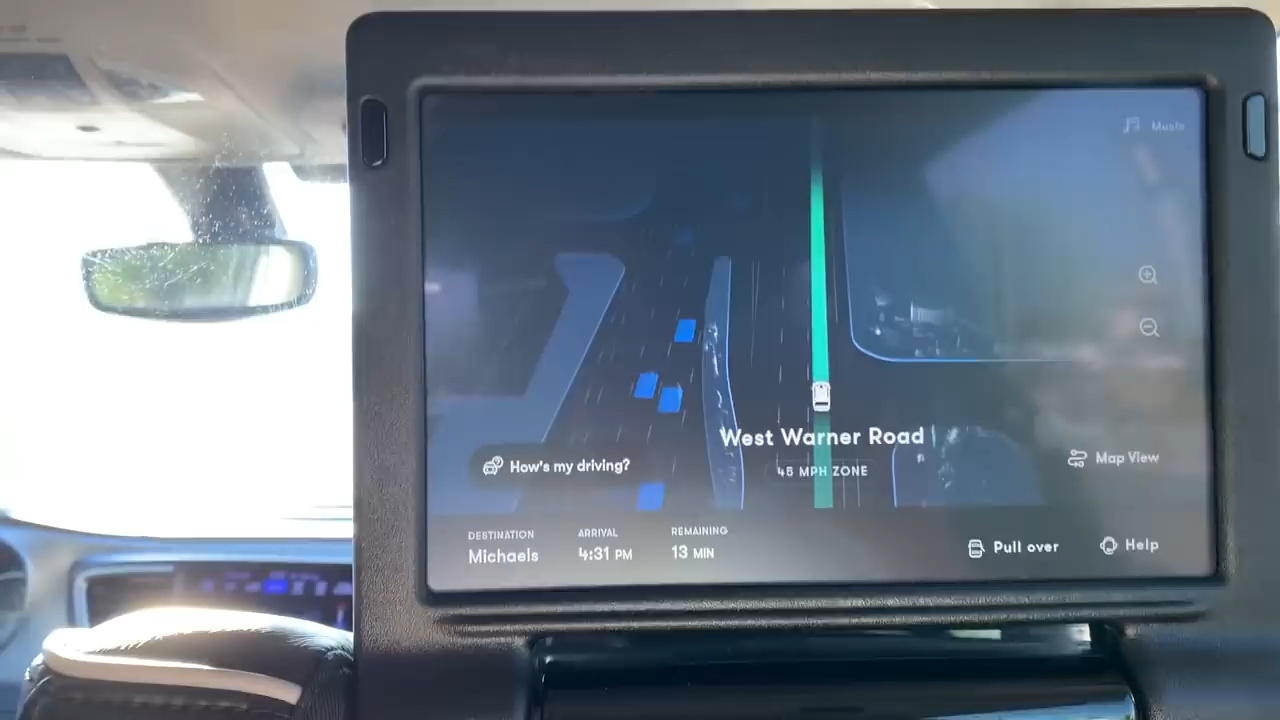 Music
West Warner Road
45 MPH ZONE
How's my driving?
Map View
DESTINATION
Michaels
ARRIVAL
4:31 PM
REMAINING
13 MIN
Pull over
Help